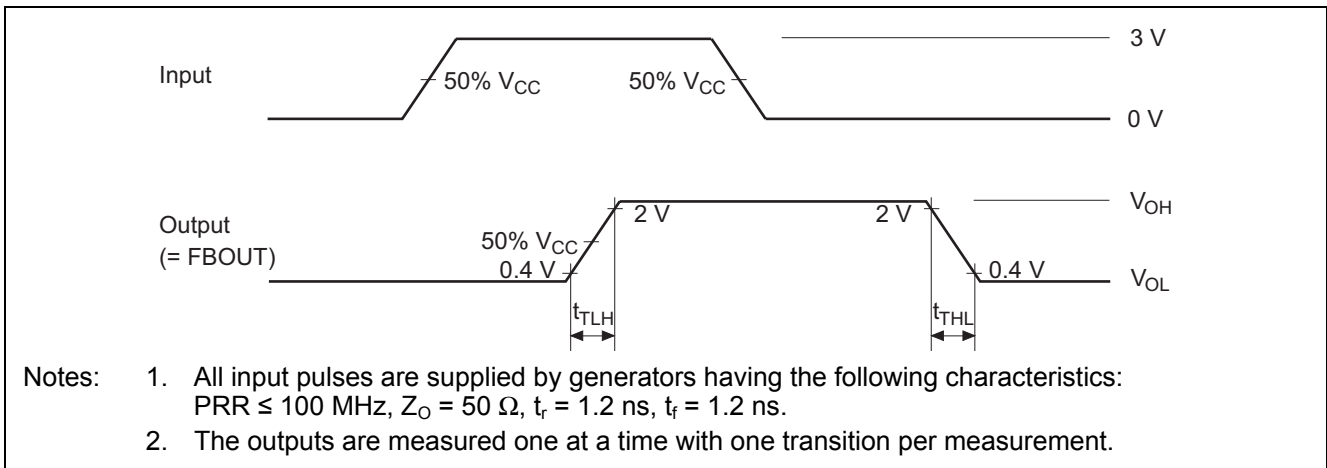 3 V
Input
50% VCC 50% VCC
0 V
VOH
2 V 2 V
Output
50% VCC
(= FBOUT)
0.4 V 0.4 V
VOL
tTLH tTHL
Notes: 1. All input pulses are supplied by generators having the following characteristics:
PRR ≤ 100 MHz, ZO = 50 Ω, tr = 1.2 ns, tf = 1.2 ns.
2. The outputs are measured one at a time with one transition per measurement.